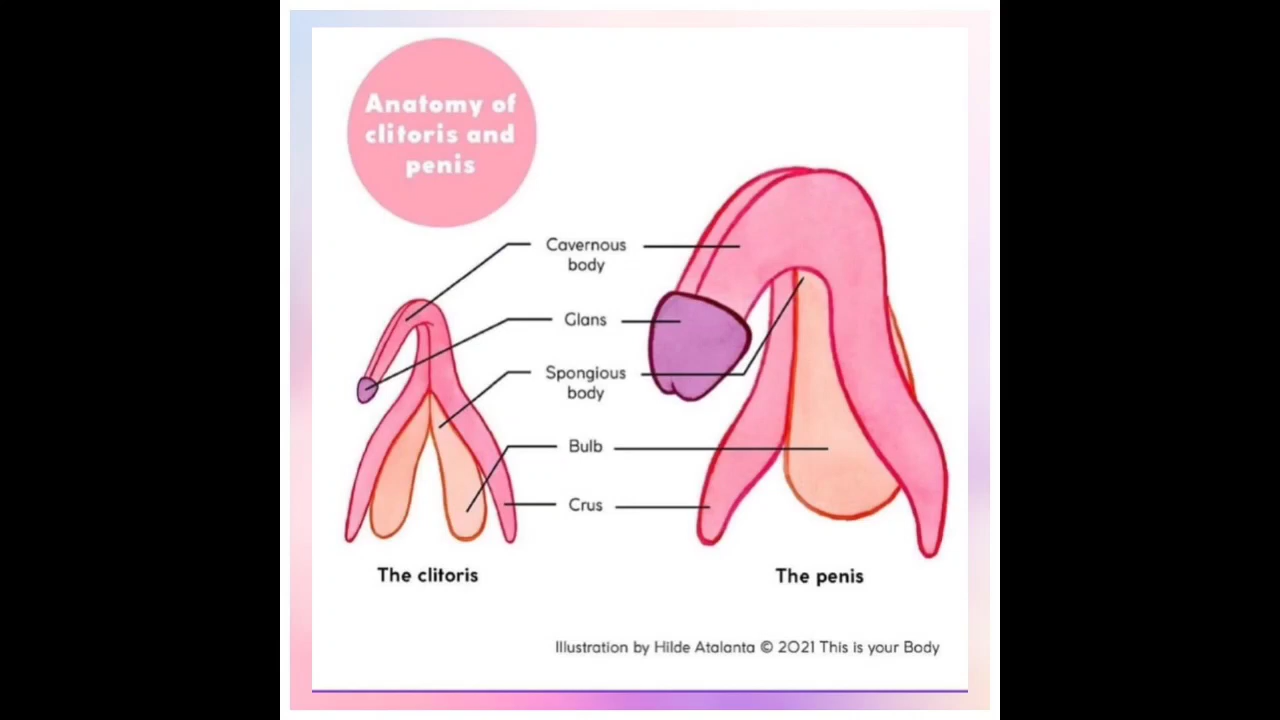 Anatomy of
clitoris and
penis
Cavernous
body
Glans
Spongious
body
Bulb
Crus
The clitoris
The penis
Illustration by Hilde Atalanta © 2021 This is your Body